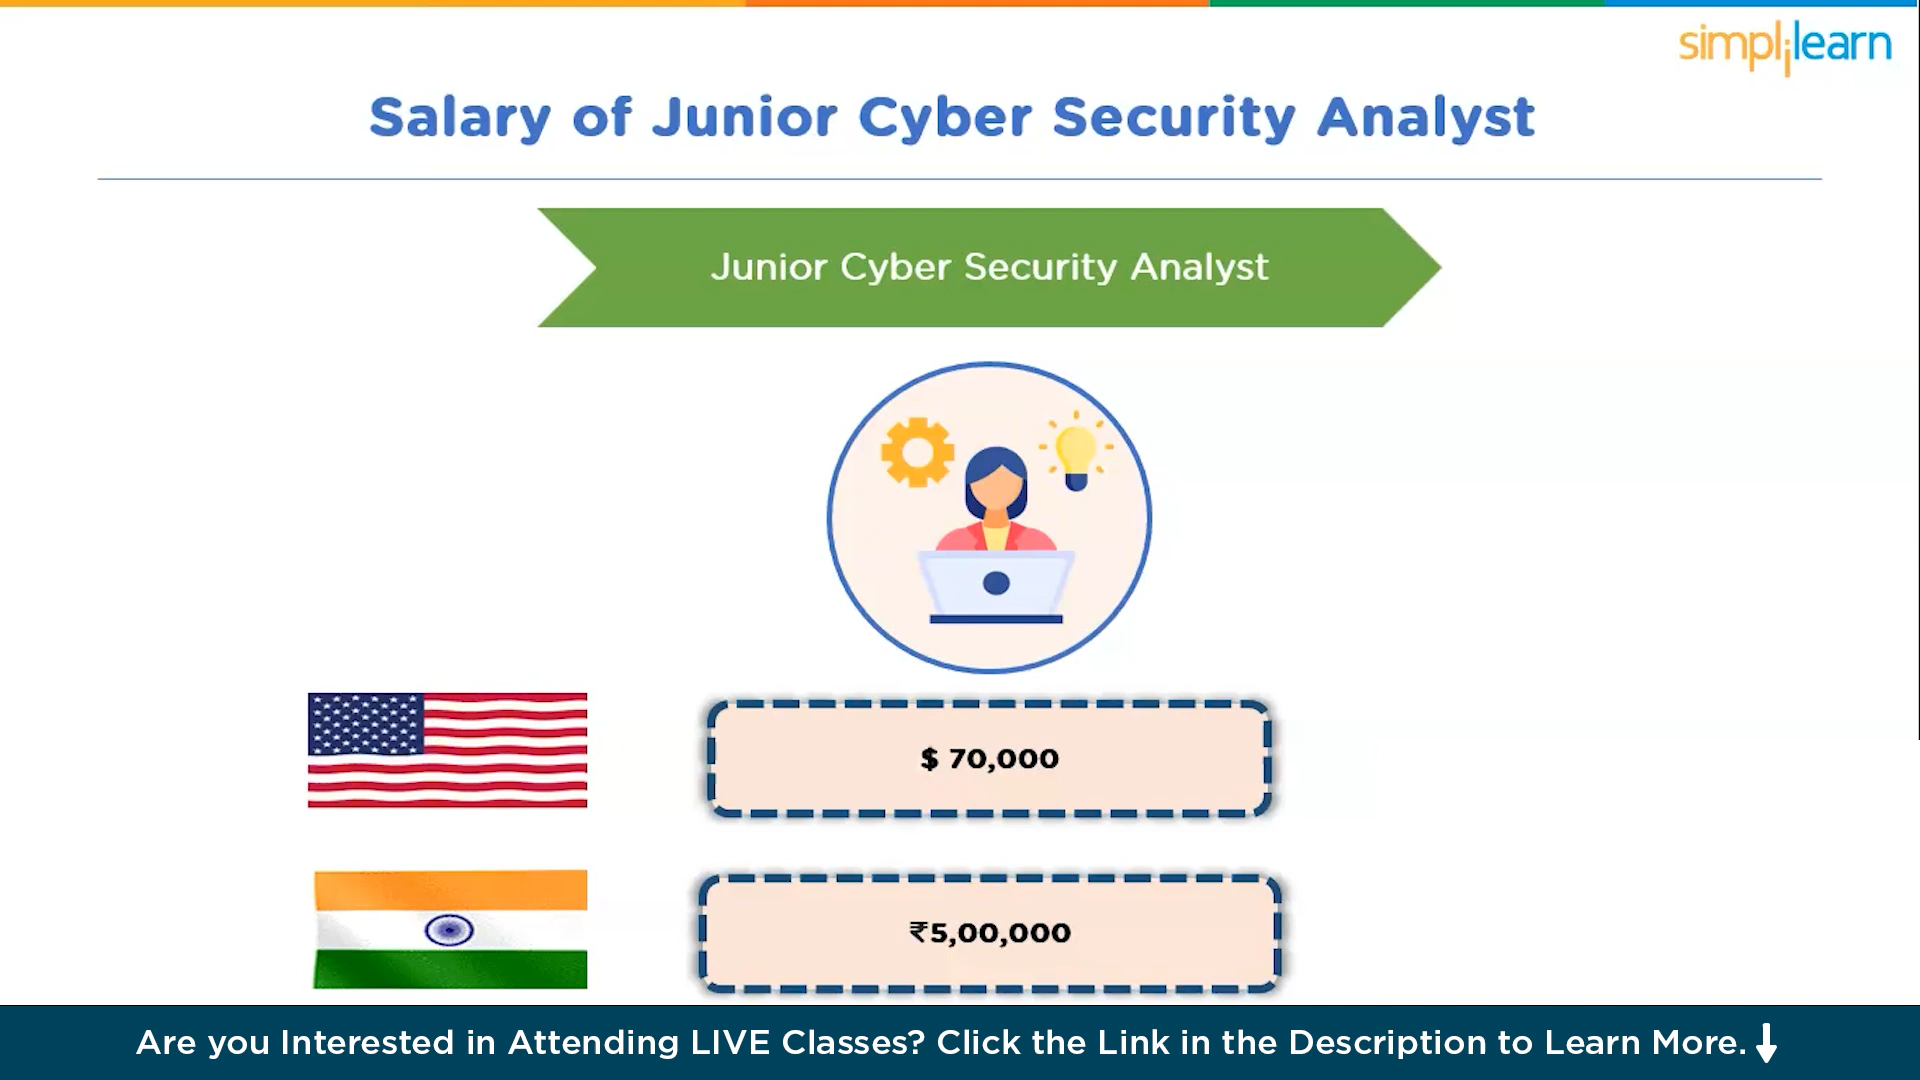 simplilearn
Salary of Junior Cyber Security Analyst
Junior Cyber Security Analyst
$ 70,000
₹5,00,000
Are you Interested in Attending LIVE Classes? Click the Link in the Description to Learn More.